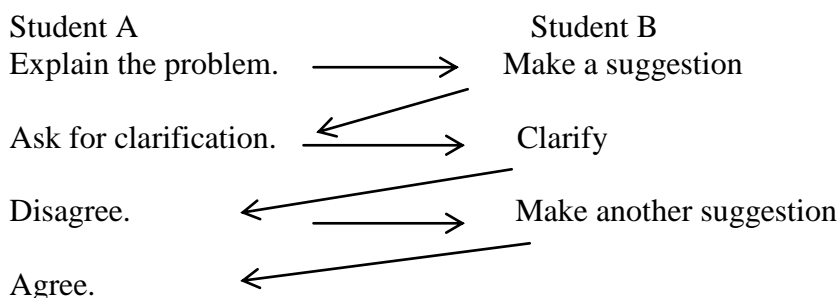 Student A Student B
Explain the problem. Make a suggestion
Ask for clarification. Clarify
Disagree. Make another suggestion
Agree.